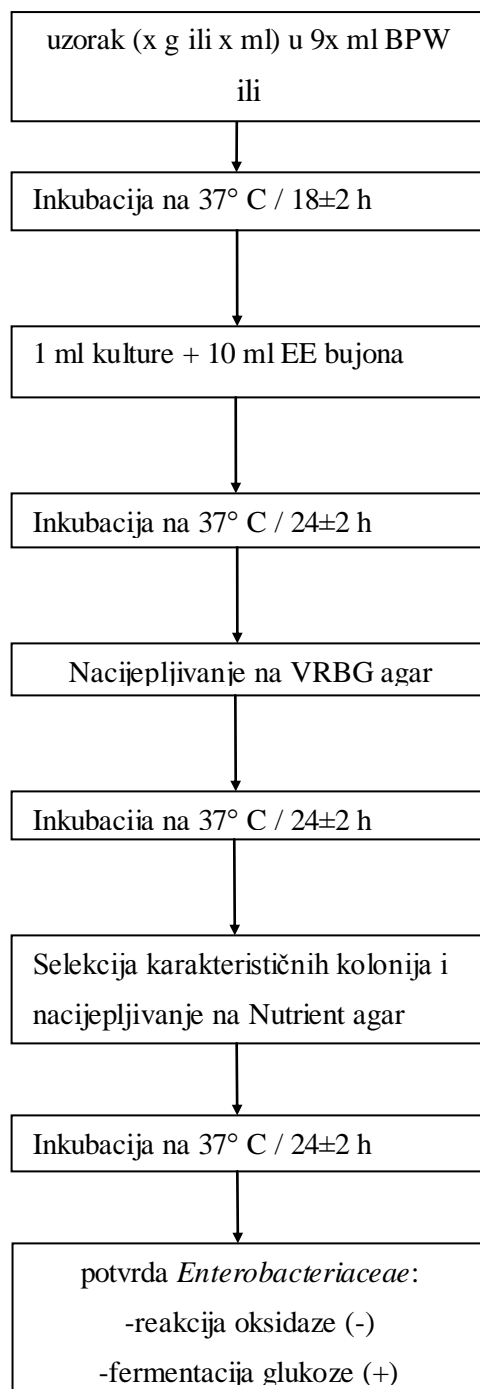 uzorak (x g ili x ml) u 9x ml BPW
ili
Inkubacija na 37° C / 18±2 h
1 ml kulture + 10 ml EE bujona
Inkubacija na 37° C / 24±2 h
Nacijepljivanje na VRBG agar
Inkubacija na 37° C / 24±2 h
Selekcija karakterističnih kolonija i
nacijepljivanje na Nutrient agar
Inkubacija na 37° C / 24±2 h
potvrda Enterobacteriaceae:
-reakcija oksidaze (-)
-fermentacija glukoze (+)